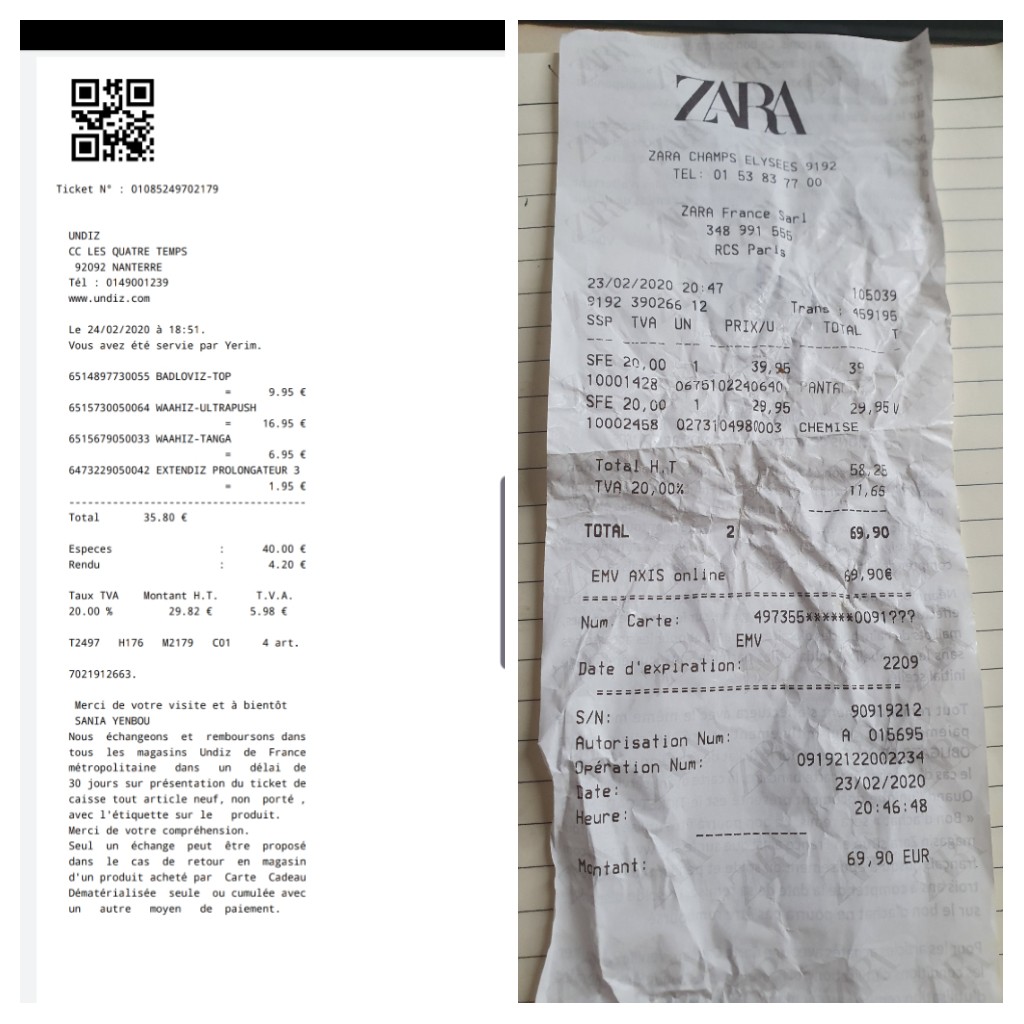 Ticket N° : 01085249702179
UNDIZ
CC LES QUATRE TEMPS
92092 NANTERRE
Tél : 0149001239
www.undiz.com
Le 24/02/2020 à 18:51.
Vous avez été servie par Yerim.
6514897730055 BADLOVIZ-TOP
= 9.95 €
6515730050064 WAAHIZ-ULTRAPUSH
= 16.95 €
6515679050033 WAAHIZ-TANGA
= 6.95 €
6473229050042 EXTENDIZ PROLONGATEUR 3
= 1.95 €
Total 35.80 €
Especes : 40.00 €
Rendu : 4.20 €
Taux TVA Montant H.T. T.V.A.
20.00 % 29.82 € 5.98 €
T2497 H176 M2179 C01 4 art.
7021912663.
Merci de votre visite et à bientôt
SANIA YENBOU
Nous échangeons et remboursons dans
tous les magasins Undiz de France
métropolitaine dans un délai de
30 jours sur présentation du ticket de
caisse tout article neuf, non porté ,
avec l'étiquette sur le produit.
Merci de votre compréhension.
Seul un échange peut être proposé
dans le cas de retour en magasin
d'un produit acheté par Carte Cadeau
Dématérialisée seule ou cumulée avec
un autre moyen de paiement.
ZARA
ZARA CHAMPS ELYSEES 9192
TEL: 01 53 83 77 00
ZARA France Sarl
348 991 555
RCS Paris
23/02/2020 20:47 105039
9192 390266 12 Trans : 459195
SSP TVA UN PRIX/U TOTAL T
SFE 20,00 1 39,95
10001428 0675102240640
SFE 20,00 1 29,95 29,95 V
10002458 02731049800003 CHEMISE
Total H.T 58,25
TVA 20,00% 11,65
TOTAL 2 69,90
EMV AXIS online 69,90€
Num. Carte: 497355******0091???
EMV
Date d'expiration: 2209
S/N: 90919212
Autorisation Num: A 015695
Opération Num: 09192122002234
Date: 23/02/2020
Heure: 20:46:48
Montant: 69,90 EUR